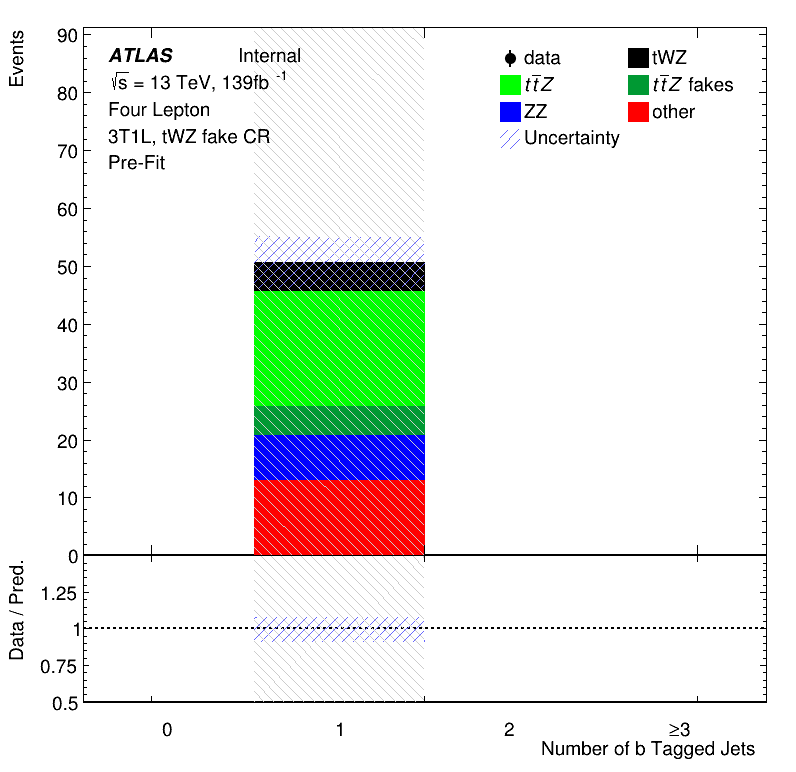 Events
90
80
70
60
50
40
30
20
10
0
ATLAS Internal
√s = 13 TeV, 139fb⁻¹
Four Lepton
3T1L, tWZ fake CR
Pre-Fit
data
tWZ
tt̄Z
tt̄Z fakes
ZZ
other
Uncertainty
Data / Pred.
1.25
1
0.75
0.5
0 1 2 ≥3
Number of b Tagged Jets